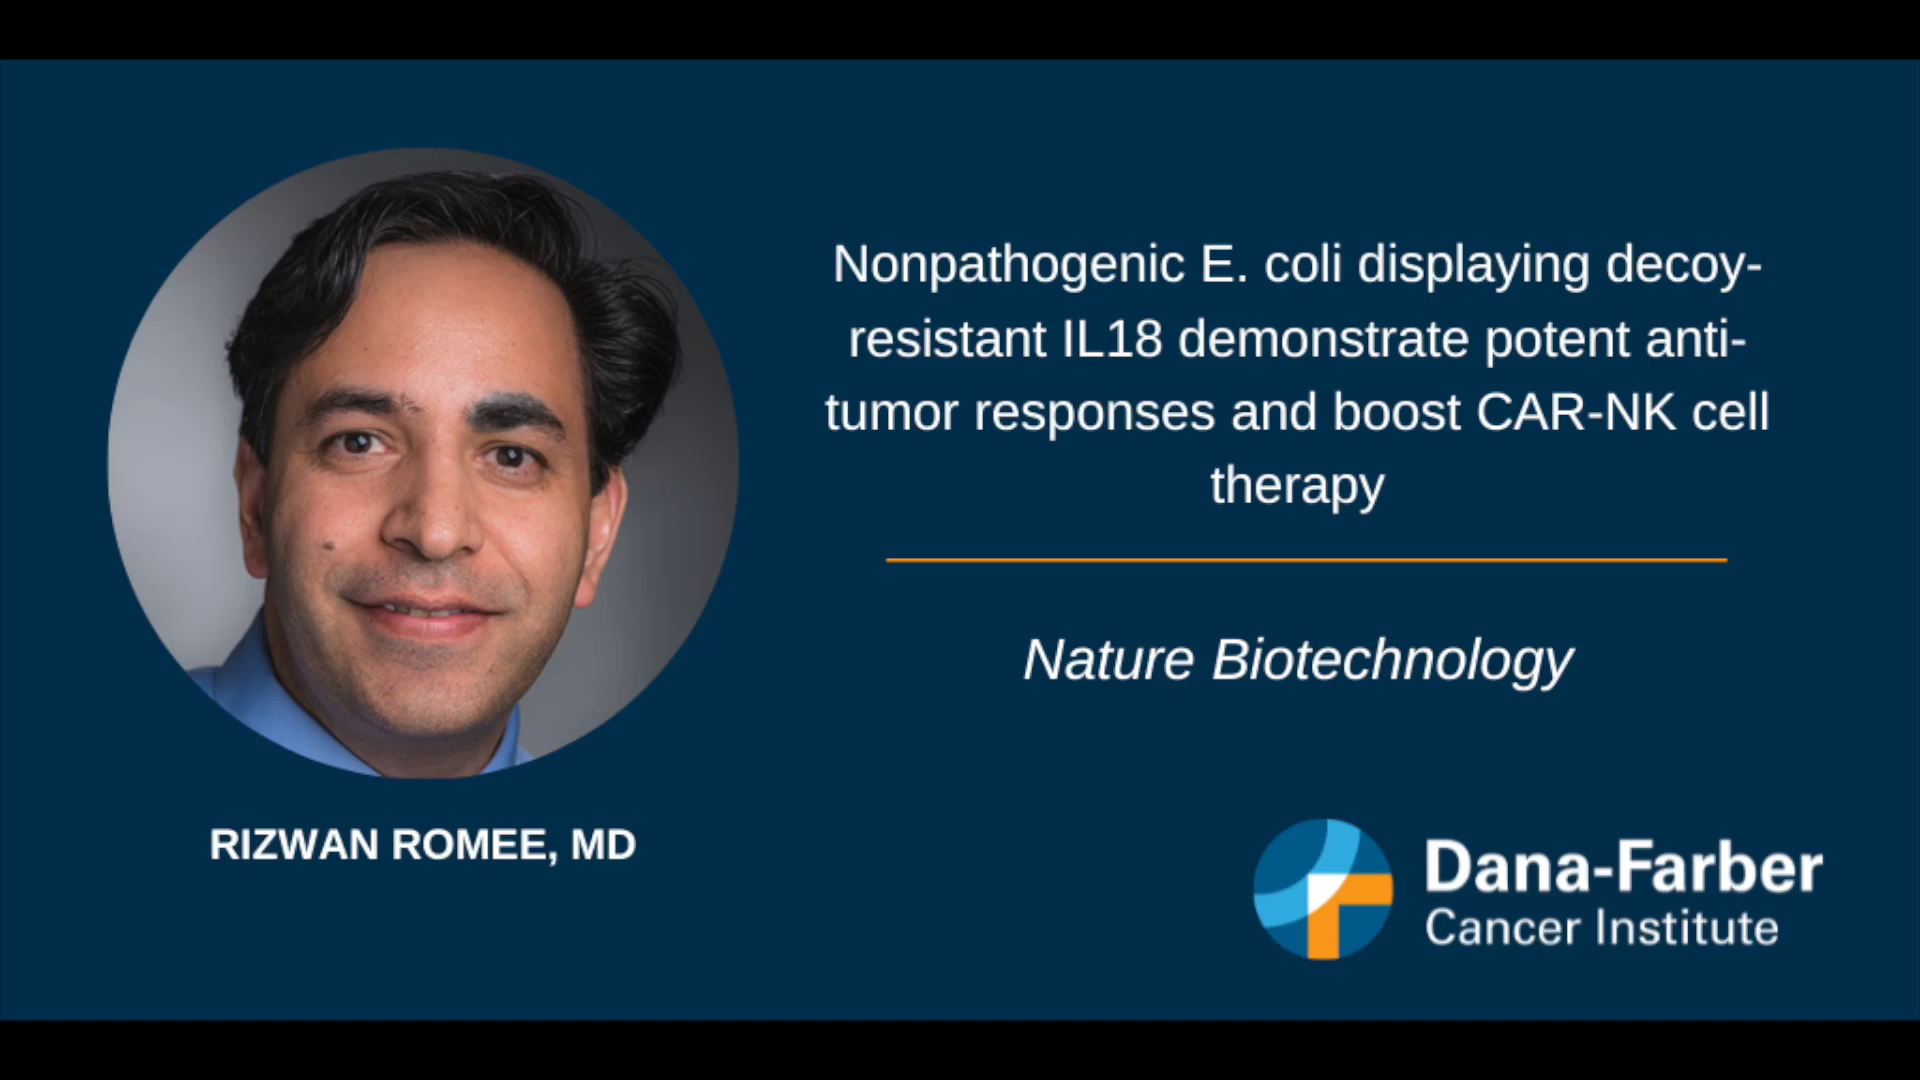 Nonpathogenic E. coli displaying decoy-
resistant IL18 demonstrate potent anti-
tumor responses and boost CAR-NK cell
therapy
Nature Biotechnology
RIZWAN ROMEE, MD
Dana-Farber
Cancer Institute